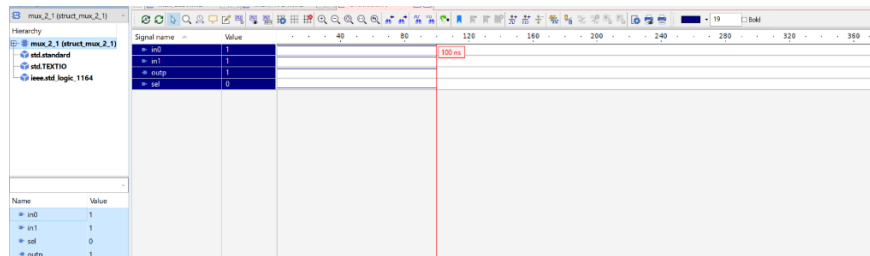 mux_2_1 (struct_mux_2_1)
19
Bold
Hierarchy
mux_2_1 (struct_mux_2_1)
std.standard
std.TEXTIO
ieee.std_logic_1164
Signal name Value 40 80 120 160 200 240 280 320 360
in0 1
in1 1
outp 1
sel 0
100 ns
Name Value
in0 1
in1 1
sel 0
outp 1